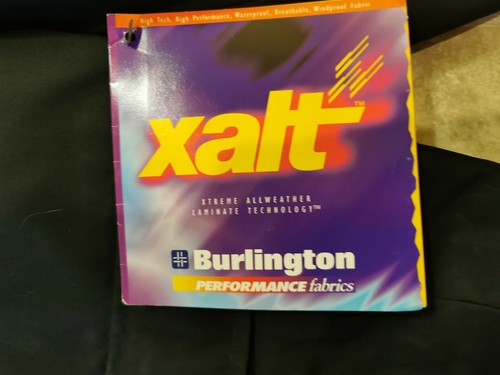 High Tech, High Performance, Waterproof, Breathable, Windproof Fabric
xalt™
XTREME ALLWEATHER
LAMINATE TECHNOLOGY™
Burlington
PERFORMANCE fabrics